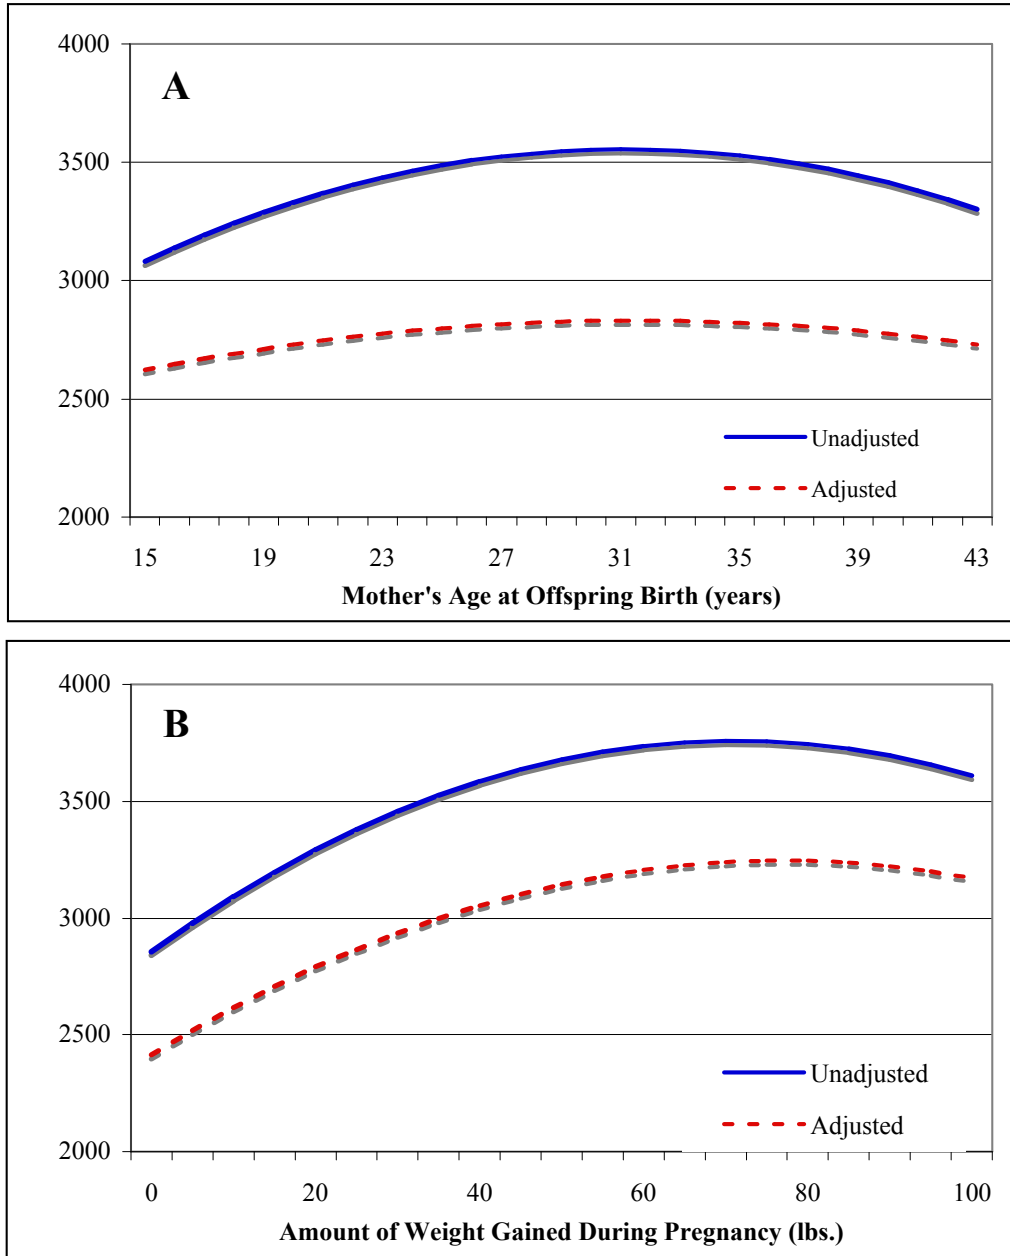 4000
A
3500
3000
2500
Unadjusted
Adjusted
2000
15 19 23 27 31 35 39 43
Mother's Age at Offspring Birth (years)
4000
B
3500
3000
2500
Unadjusted
Adjusted
2000
0 20 40 60 80 100
Amount of Weight Gained During Pregnancy (lbs.)